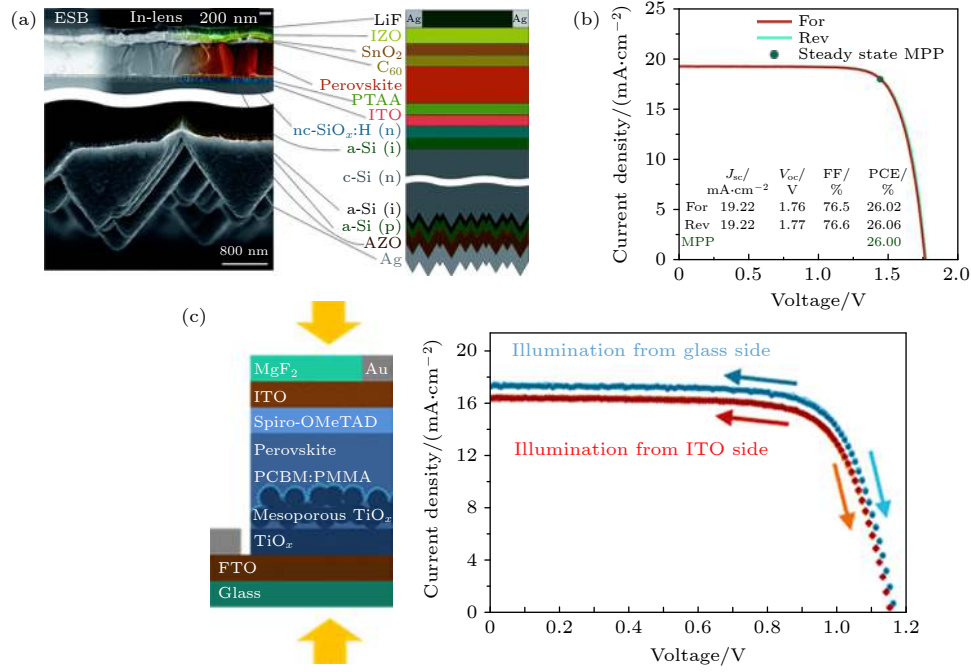 (a)
ESB In-lens 200 nm
800 nm
LiF
IZO
SnO₂
C₆₀
Perovskite
PTAA
ITO
nc-SiOₓ:H (n)
a-Si (i)
c-Si (n)
a-Si (i)
a-Si (p)
AZO
Ag
Ag Ag
(b)
Current density/(mA·cm⁻²)
25
20
15
10
5
0
For
Rev
Steady state MPP
J_sc/ V_oc/ FF/ PCE/
mA·cm⁻² V % %
For 19.22 1.76 76.5 26.02
Rev 19.22 1.77 76.6 26.06
MPP 26.00
0 0.5 1.0 1.5 2.0
Voltage/V
(c)
MgF₂ Au
ITO
Spiro-OMeTAD
Perovskite
PCBM:PMMA
Mesoporous TiOₓ
TiOₓ
FTO
Glass
Current density/(mA·cm⁻²)
20
16
12
8
4
0
Illumination from glass side
Illumination from ITO side
0 0.2 0.4 0.6 0.8 1.0 1.2
Voltage/V